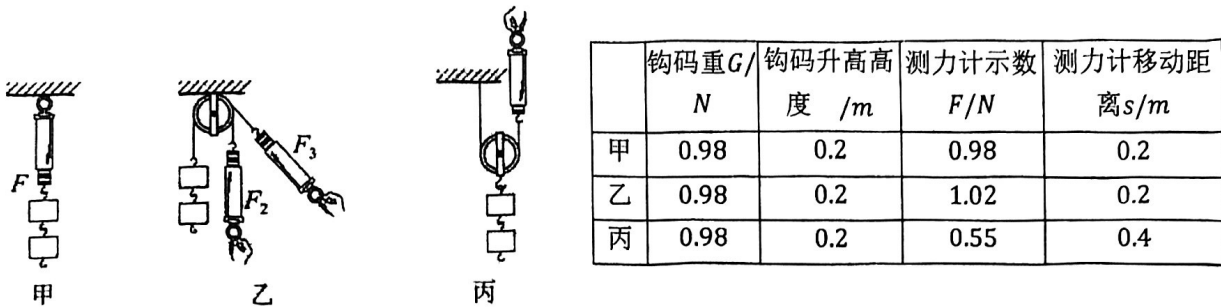 F
F₂
F₃
甲
乙
丙
钩码重G/N
钩码升高高度 /m
测力计示数F/N
测力计移动距离s/m
甲 0.98 0.2 0.98 0.2
乙 0.98 0.2 1.02 0.2
丙 0.98 0.2 0.55 0.4